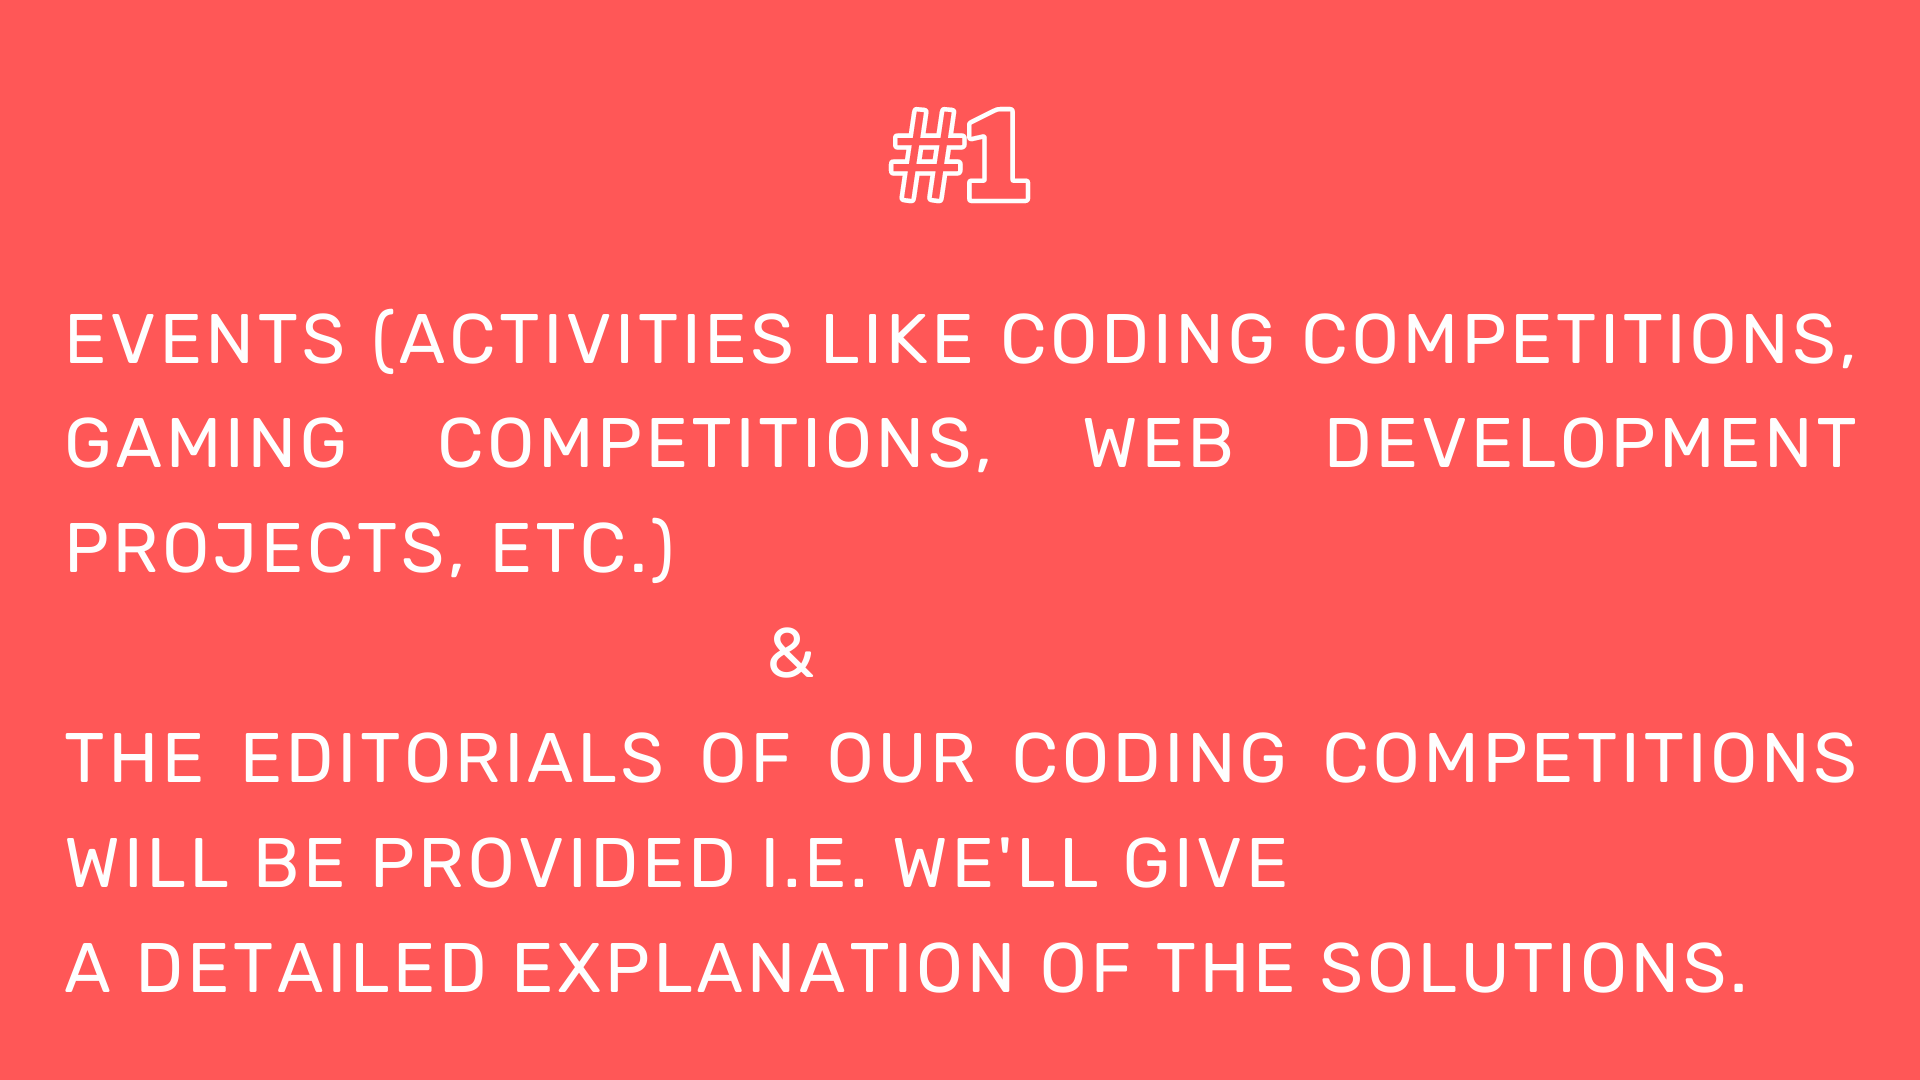 #1
EVENTS (ACTIVITIES LIKE CODING COMPETITIONS,
GAMING COMPETITIONS, WEB DEVELOPMENT
PROJECTS, ETC.)
&
THE EDITORIALS OF OUR CODING COMPETITIONS
WILL BE PROVIDED I.E. WE'LL GIVE
A DETAILED EXPLANATION OF THE SOLUTIONS.